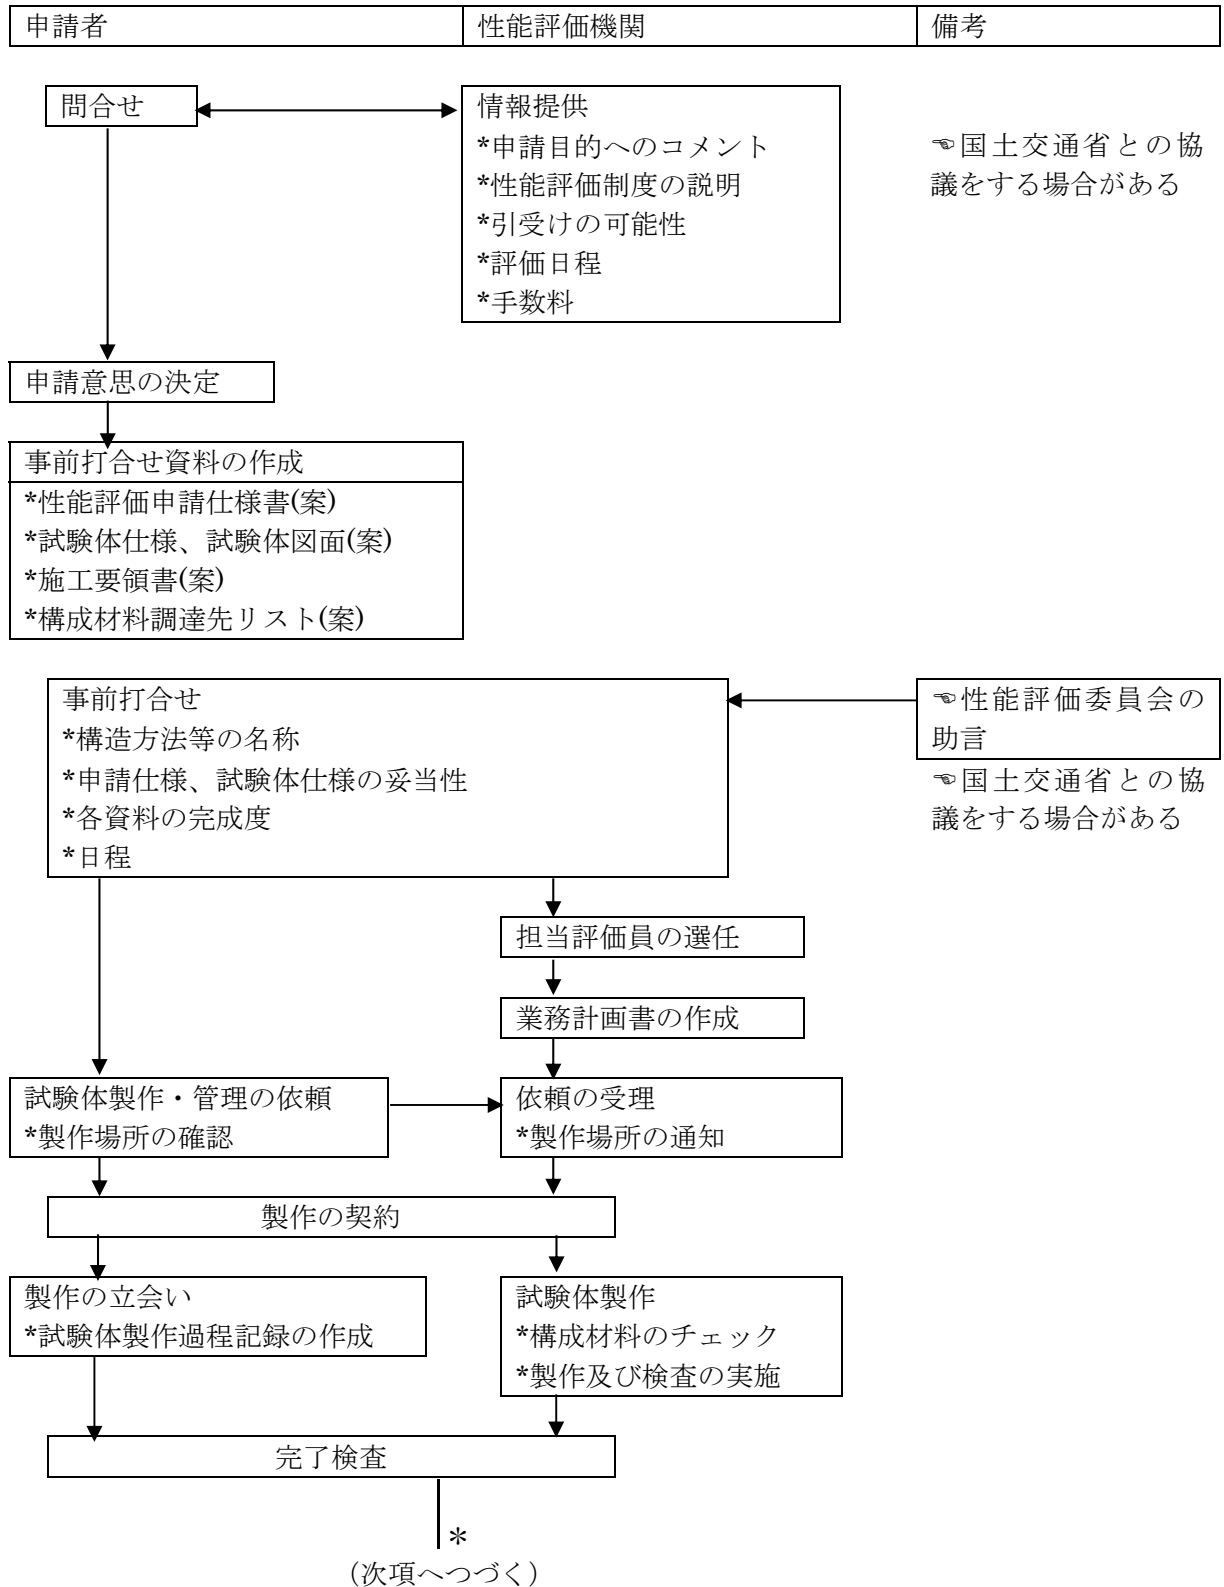 申請者
性能評価機関
備考
問合せ
情報提供
*申請目的へのコメント
*性能評価制度の説明
*引受けの可能性
*評価日程
*手数料
☜国土交通省との協
議をする場合がある
申請意思の決定
事前打合せ資料の作成
*性能評価申請仕様書(案)
*試験体仕様、試験体図面(案)
*施工要領書(案)
*構成材料調達先リスト(案)
事前打合せ
*構造方法等の名称
*申請仕様、試験体仕様の妥当性
*各資料の完成度
*日程
☜性能評価委員会の
助言
☜国土交通省との協
議をする場合がある
担当評価員の選任
業務計画書の作成
試験体製作・管理の依頼
*製作場所の確認
依頼の受理
*製作場所の通知
製作の契約
製作の立会い
*試験体製作過程記録の作成
試験体製作
*構成材料のチェック
*製作及び検査の実施
完了検査
＊
（次項へつづく）